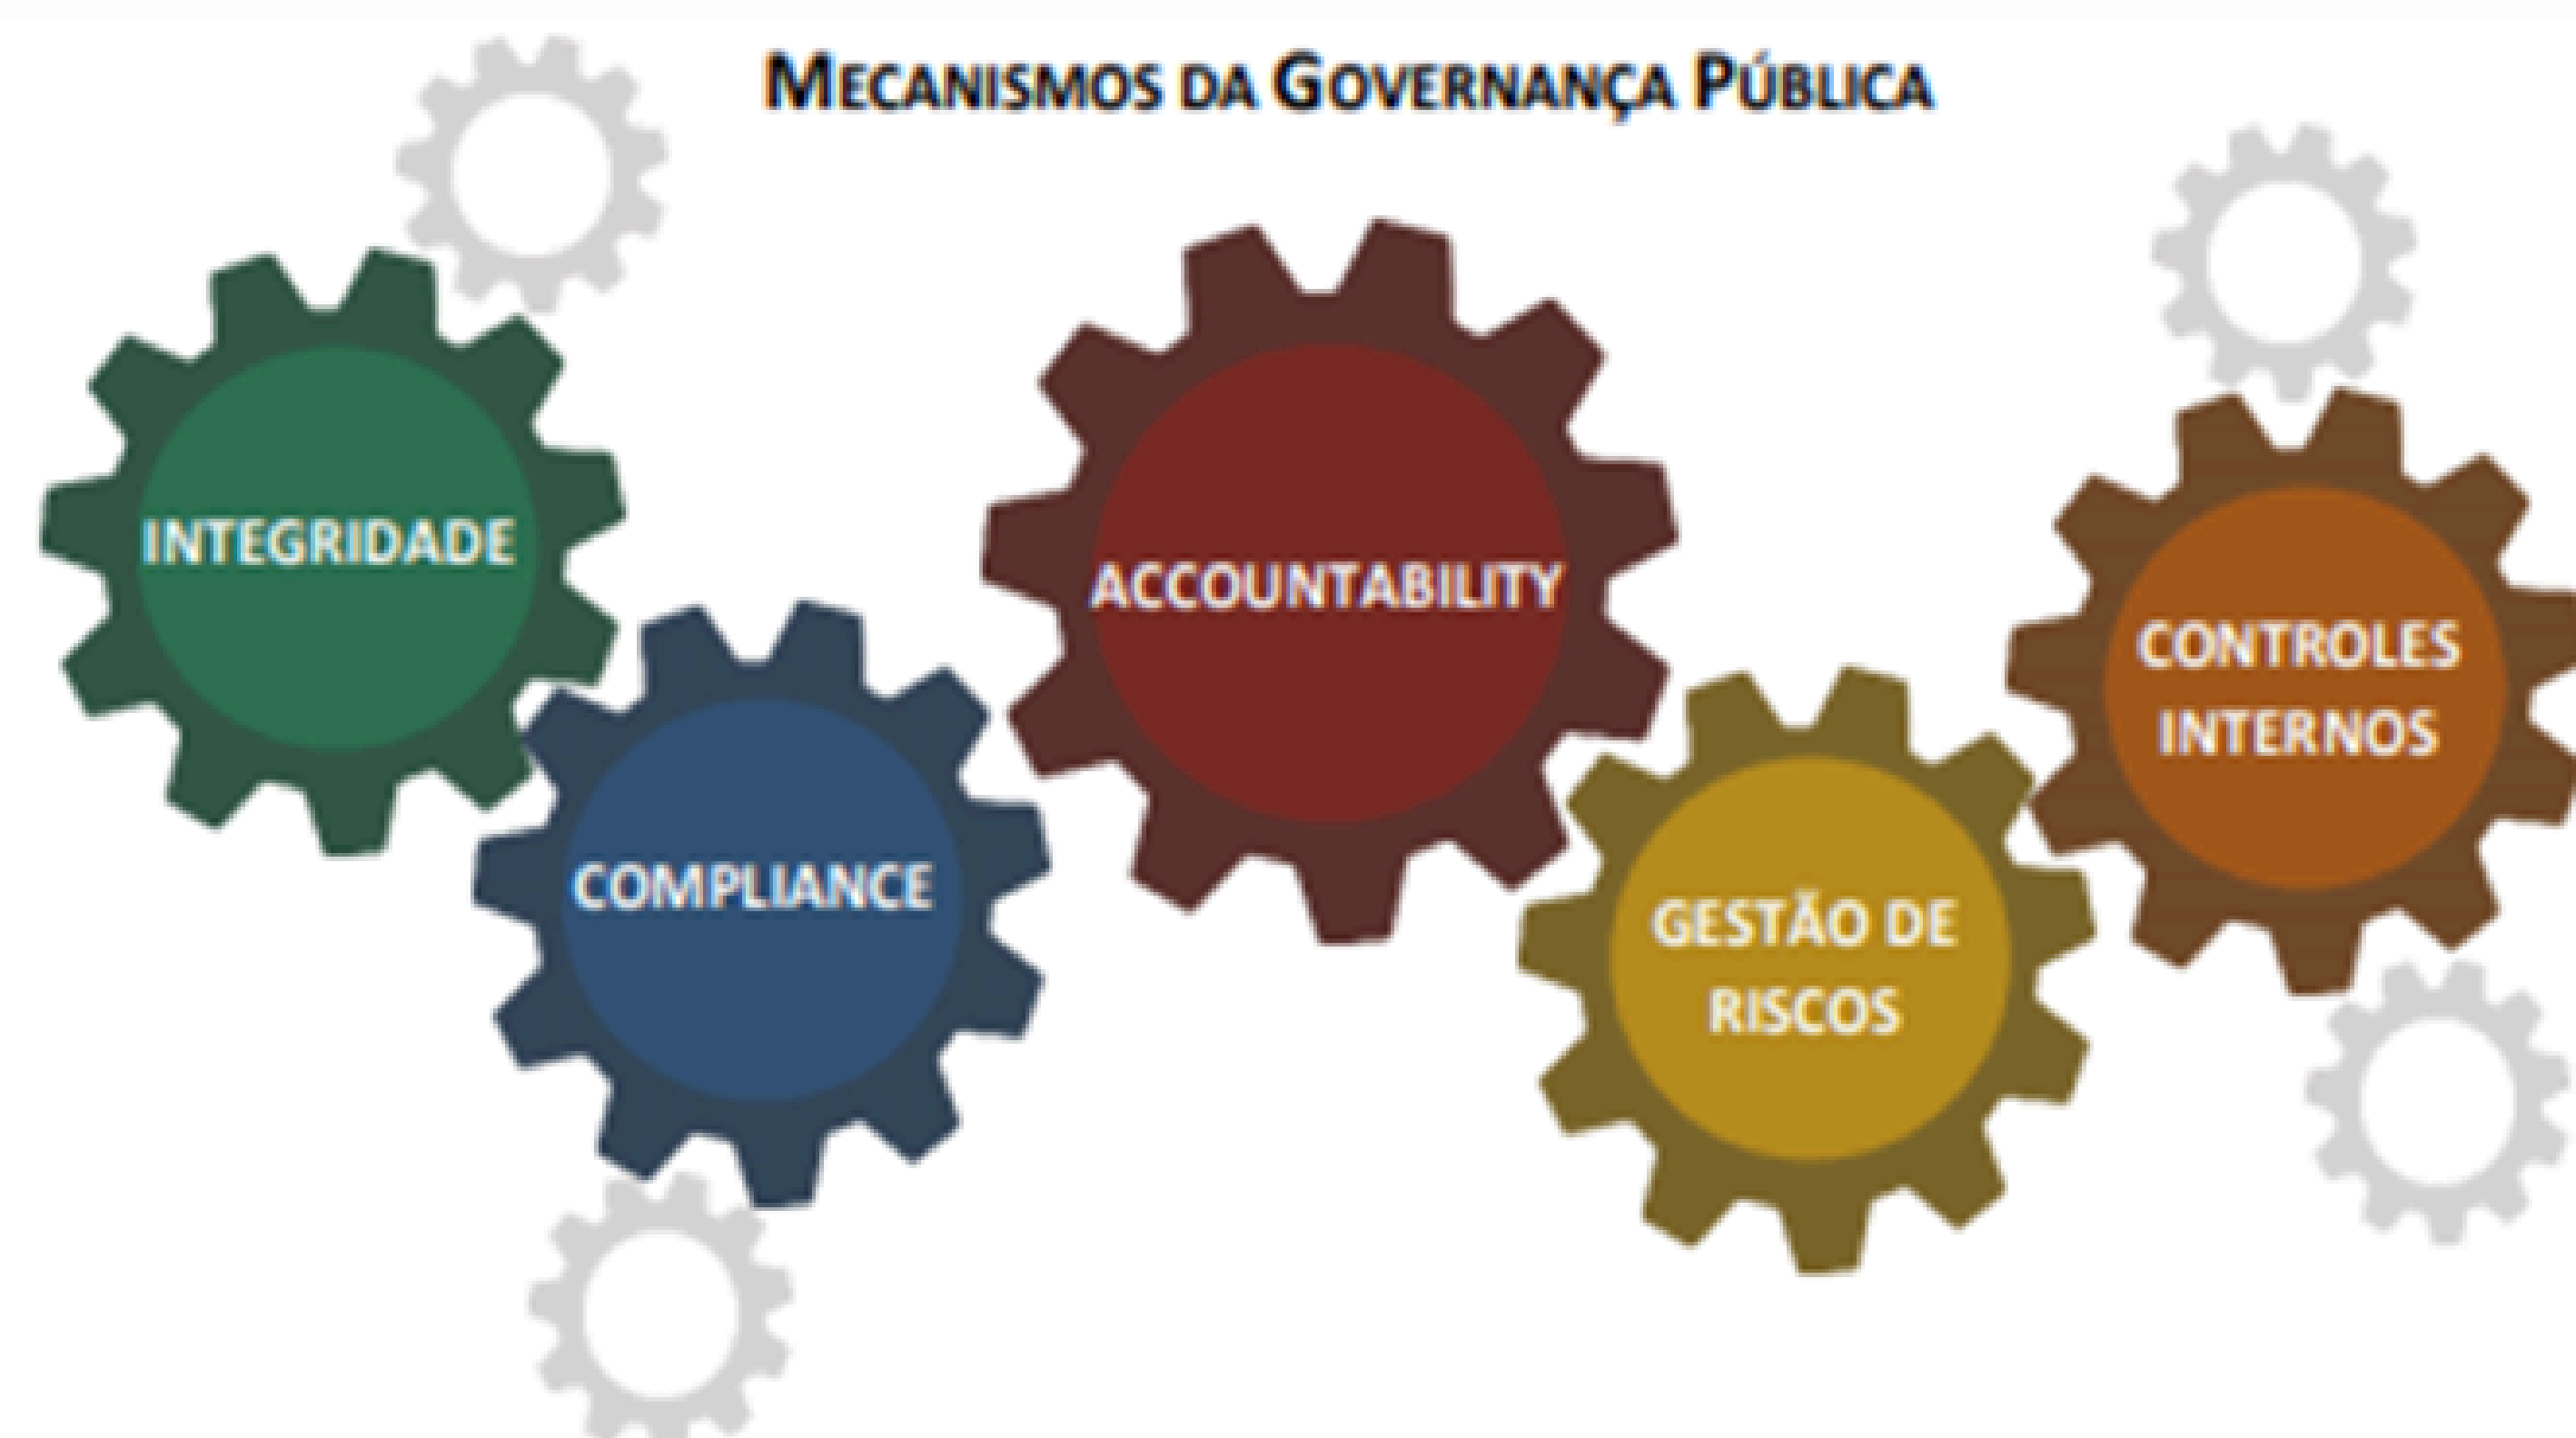 MECANISMOS DA GOVERNANÇA PÚBLICA
INTEGRIDADE
COMPLIANCE
ACCOUNTABILITY
GESTÃO DE
RISCOS
CONTROLES
INTERNOS